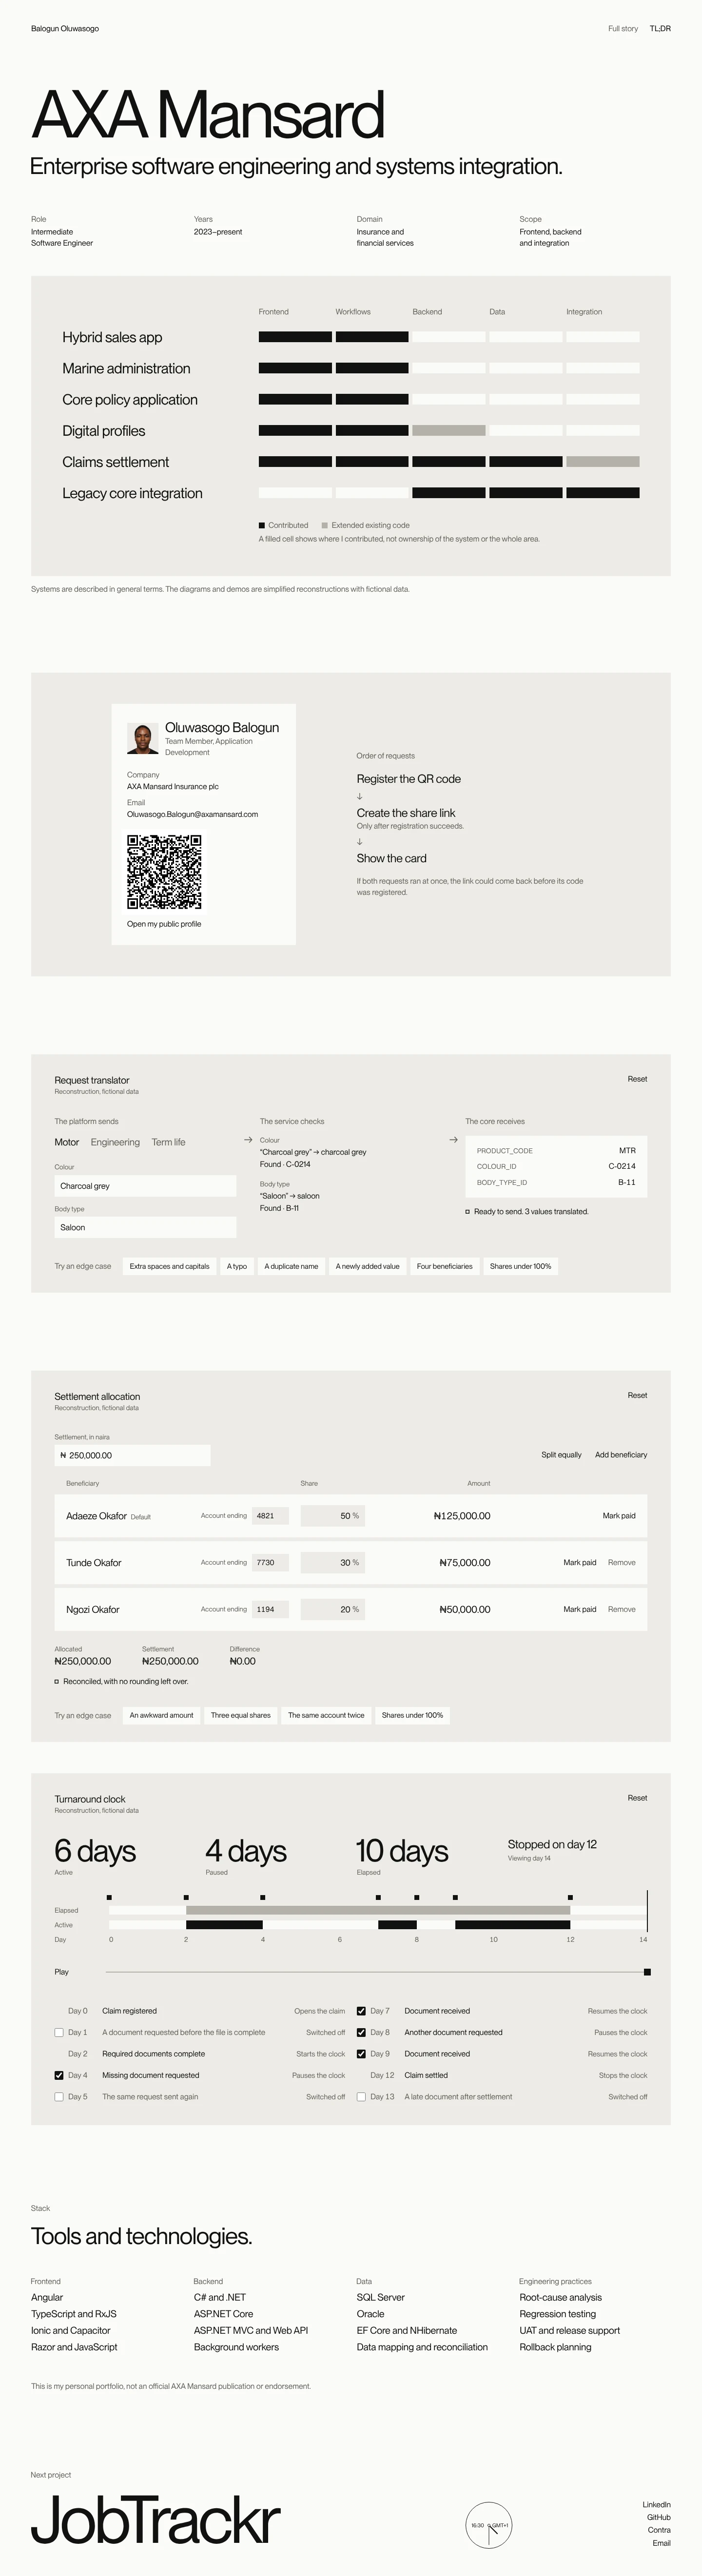 Balogun Oluwasogo
Full story TL;DR
AXA Mansard
Enterprise software engineering and systems integration.
Role
Intermediate
Software Engineer
Years
2023–present
Domain
Insurance and
financial services
Scope
Frontend, backend
and integration
Frontend Workflows Backend Data Integration
Hybrid sales app
Marine administration
Core policy application
Digital profiles
Claims settlement
Legacy core integration
Contributed Extended existing code
A filled cell shows where I contributed, not ownership of the system or the whole area.
Systems are described in general terms. The diagrams and demos are simplified reconstructions with fictional data.
Oluwasogo Balogun
Team Member, Application
Development
Company
AXA Mansard Insurance plc
Email
Oluwasogo.Balogun@axamansard.com
Open my public profile
Order of requests
Register the QR code
↓
Create the share link
Only after registration succeeds.
↓
Show the card
If both requests ran at once, the link could come back before its code
was registered.
Request translator
Reconstruction, fictional data
Reset
The platform sends
Motor Engineering Term life
Colour
Charcoal grey
Body type
Saloon
→
The service checks
Colour
“Charcoal grey” → charcoal grey
Found · C-0214
Body type
“Saloon” → saloon
Found · B-11
→
The core receives
PRODUCT_CODE MTR
COLOUR_ID C-0214
BODY_TYPE_ID B-11
Ready to send. 3 values translated.
Try an edge case Extra spaces and capitals A typo A duplicate name A newly added value Four beneficiaries Shares under 100%
Settlement allocation
Reconstruction, fictional data
Reset
Settlement, in naira
₦ 250,000.00
Split equally Add beneficiary
Beneficiary Share Amount
Adaeze Okafor Default Account ending 4821 50 % ₦125,000.00 Mark paid
Tunde Okafor Account ending 7730 30 % ₦75,000.00 Mark paid Remove
Ngozi Okafor Account ending 1194 20 % ₦50,000.00 Mark paid Remove
Allocated Settlement Difference
₦250,000.00 ₦250,000.00 ₦0.00
Reconciled, with no rounding left over.
Try an edge case An awkward amount Three equal shares The same account twice Shares under 100%
Turnaround clock
Reconstruction, fictional data
Reset
6 days
Active
4 days
Paused
10 days
Elapsed
Stopped on day 12
Viewing day 14
Elapsed
Active
Day 0 2 4 6 8 10 12 14
Play
Day 0 Claim registered Opens the claim
Day 1 A document requested before the file is complete Switched off
Day 2 Required documents complete Starts the clock
Day 4 Missing document requested Pauses the clock
Day 5 The same request sent again Switched off
Day 7 Document received Resumes the clock
Day 8 Another document requested Pauses the clock
Day 9 Document received Resumes the clock
Day 12 Claim settled Stops the clock
Day 13 A late document after settlement Switched off
Stack
Tools and technologies.
Frontend
Angular
TypeScript and RxJS
Ionic and Capacitor
Razor and JavaScript
Backend
C# and .NET
ASP.NET Core
ASP.NET MVC and Web API
Background workers
Data
SQL Server
Oracle
EF Core and NHibernate
Data mapping and reconciliation
Engineering practices
Root-cause analysis
Regression testing
UAT and release support
Rollback planning
This is my personal portfolio, not an official AXA Mansard publication or endorsement.
Next project
JobTrackr
16:30 GMT+1
LinkedIn
GitHub
Contra
Email